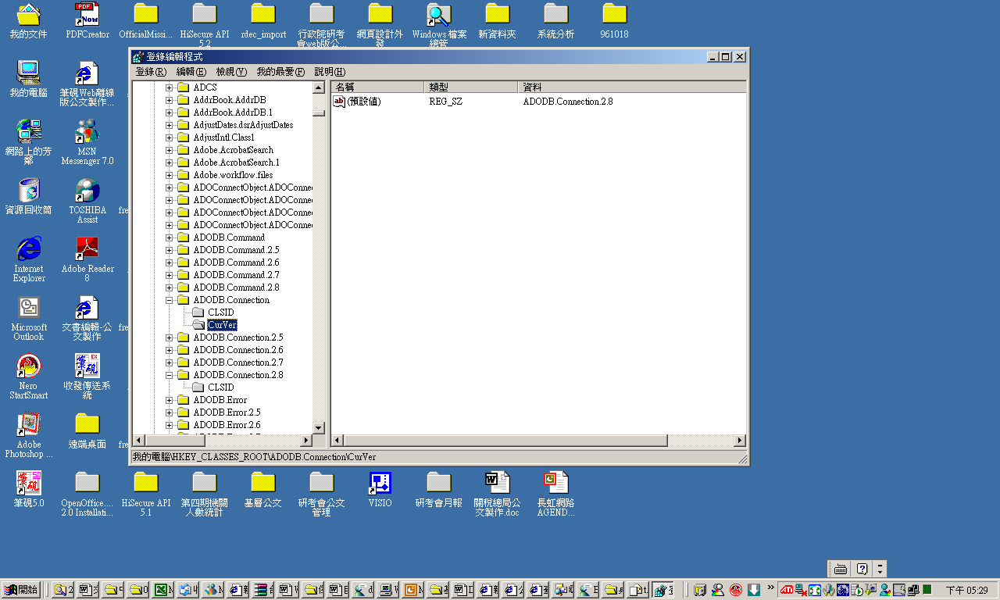 我的文件
PDFCreator
OfficialMissi...
HiSecure API
5.2
rdec_import
行政院研考
會web版公...
網頁設計外
發
Windows 檔案
總管
新資料夾
系統分析
961018
我的電腦
筆硯Web離線
版公文製作...
網路上的芳
鄰
MSN
Messenger 7.0
資源回收筒
TOSHIBA
Assist
fre
Internet
Explorer
Adobe Reader
8
Microsoft
Outlook
文書編輯-公
文製作
fre
Nero
StartSmart
收發傳送系
統
Adobe
Photoshop ...
遠端桌面
fre
登錄編輯程式
登錄(R) 編輯(E) 檢視(V) 我的最愛(F) 說明(H)
ADCS
AddrBook.AddrDB
AddrBook.AddrDB.1
AdjustDates.dsrAdjustDates
AdjustIntl.Class1
Adobe.AcrobatSearch
Adobe.AcrobatSearch.1
Adobe.workflow.files
ADOConnectObject.ADOConne
ADOConnectObject.ADOConne
ADOConnectObject.ADOConne
ADOConnectObject.ADOConne
ADODB.Command
ADODB.Command.2.5
ADODB.Command.2.6
ADODB.Command.2.7
ADODB.Command.2.8
ADODB.Connection
CLSID
CurVer
ADODB.Connection.2.5
ADODB.Connection.2.6
ADODB.Connection.2.7
ADODB.Connection.2.8
CLSID
ADODB.Error
ADODB.Error.2.5
ADODB.Error.2.6
名稱 類型 資料
(預設值) REG_SZ ADODB.Connection.2.8
我的電腦\HKEY_CLASSES_ROOT\ADODB.Connection\CurVer
筆硯5.0
OpenOffice....
2.0 Installati...
HiSecure API
5.1
第四期機關
人數統計
基層公文
研考會公文
管理
VISIO
研考會月報
關稅總局公
文製作.doc
長虹網路
AGEND...
開始
下午 05:29